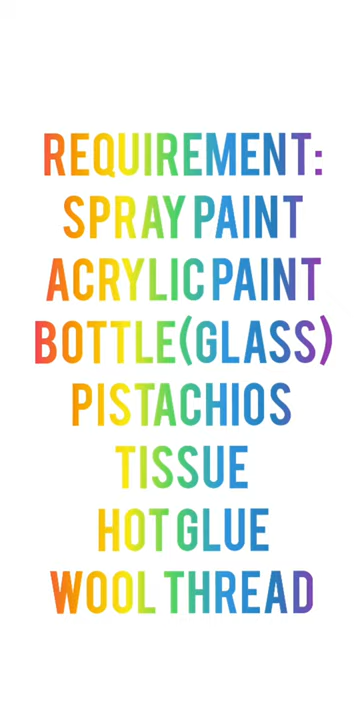 REQUIREMENT:
SPRAY PAINT
ACRYLIC PAINT
BOTTLE(GLASS)
PISTACHIOS
TISSUE
HOT GLUE
WOOL THREAD